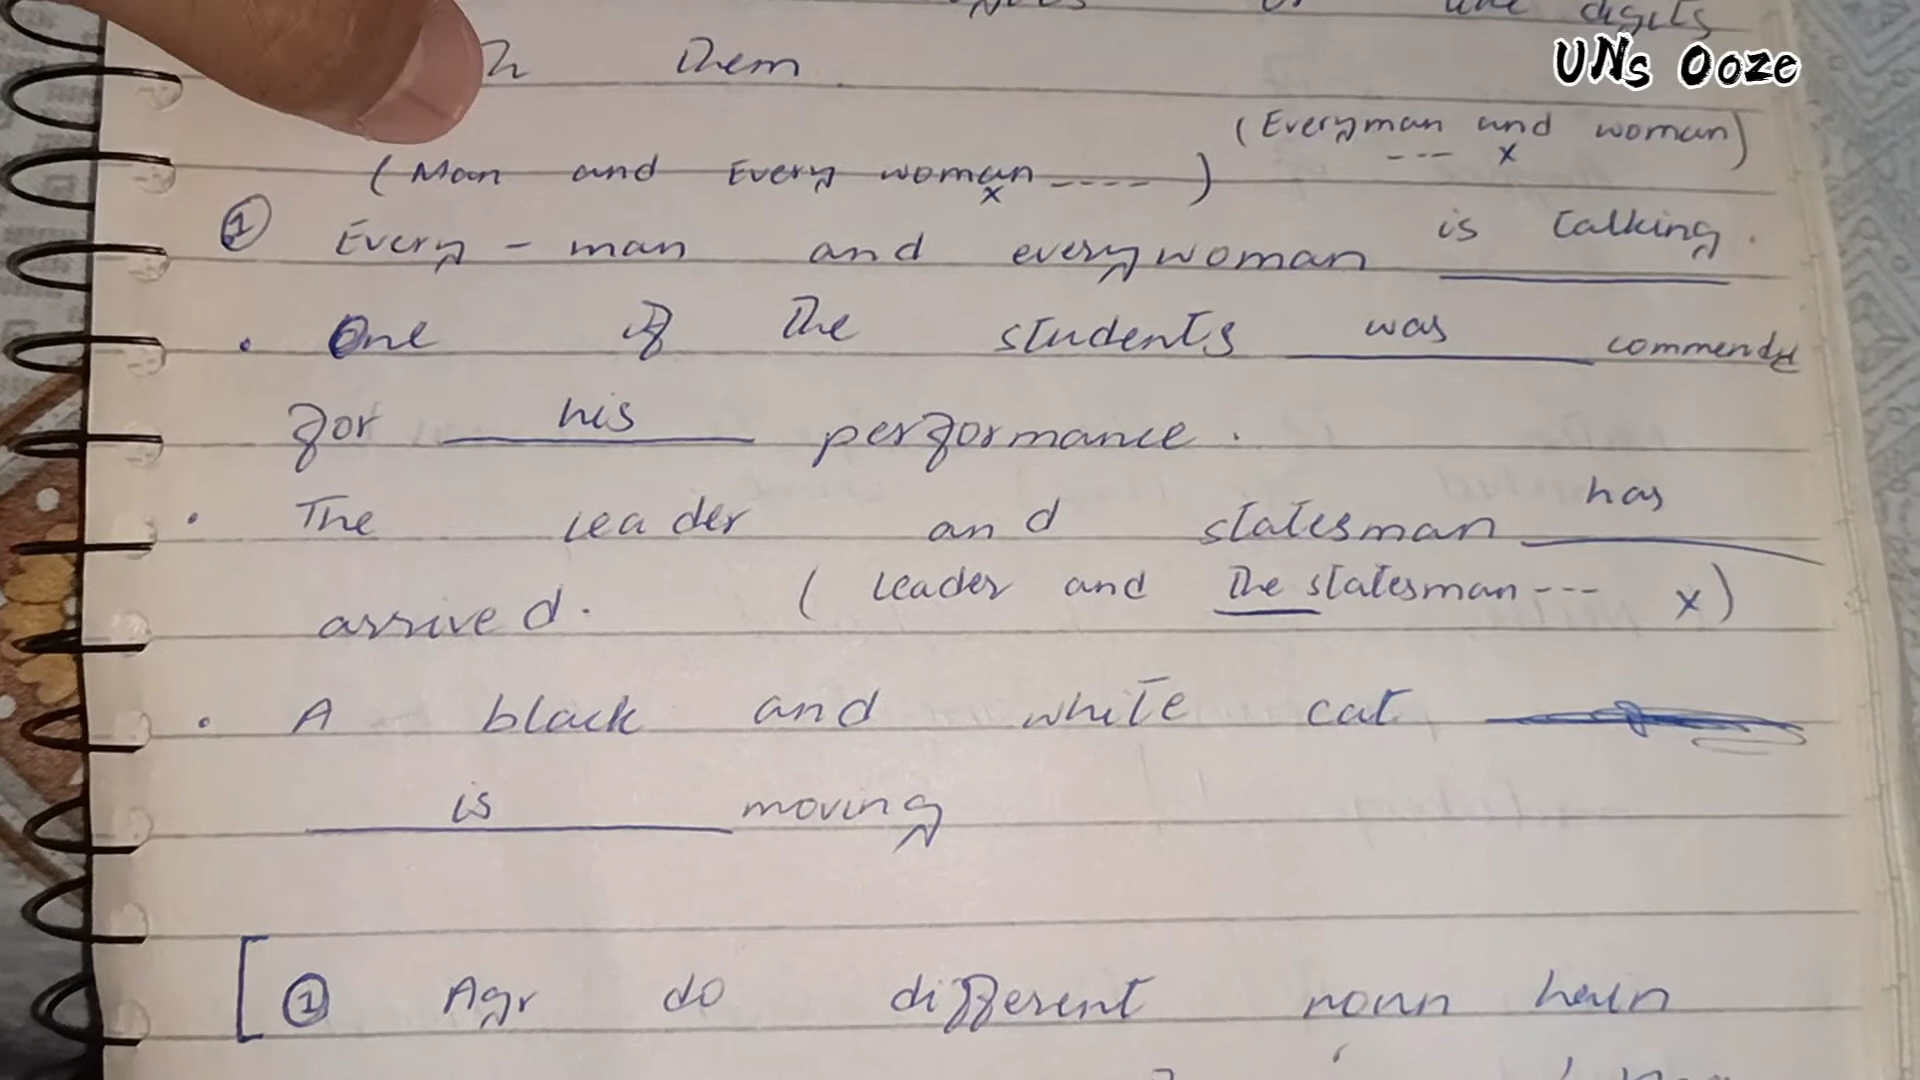 digits
UNs Ooze
them
(Everyman and woman)
--- x
(Man and Every woman ----)
x
① Every - man and everywoman is talking.
• One of the students was commended
for his performance.
• The leader and statesman has
arrived. (leader and the statesman --- x)
• A black and white cat
is moving
① Agr do different noun hain